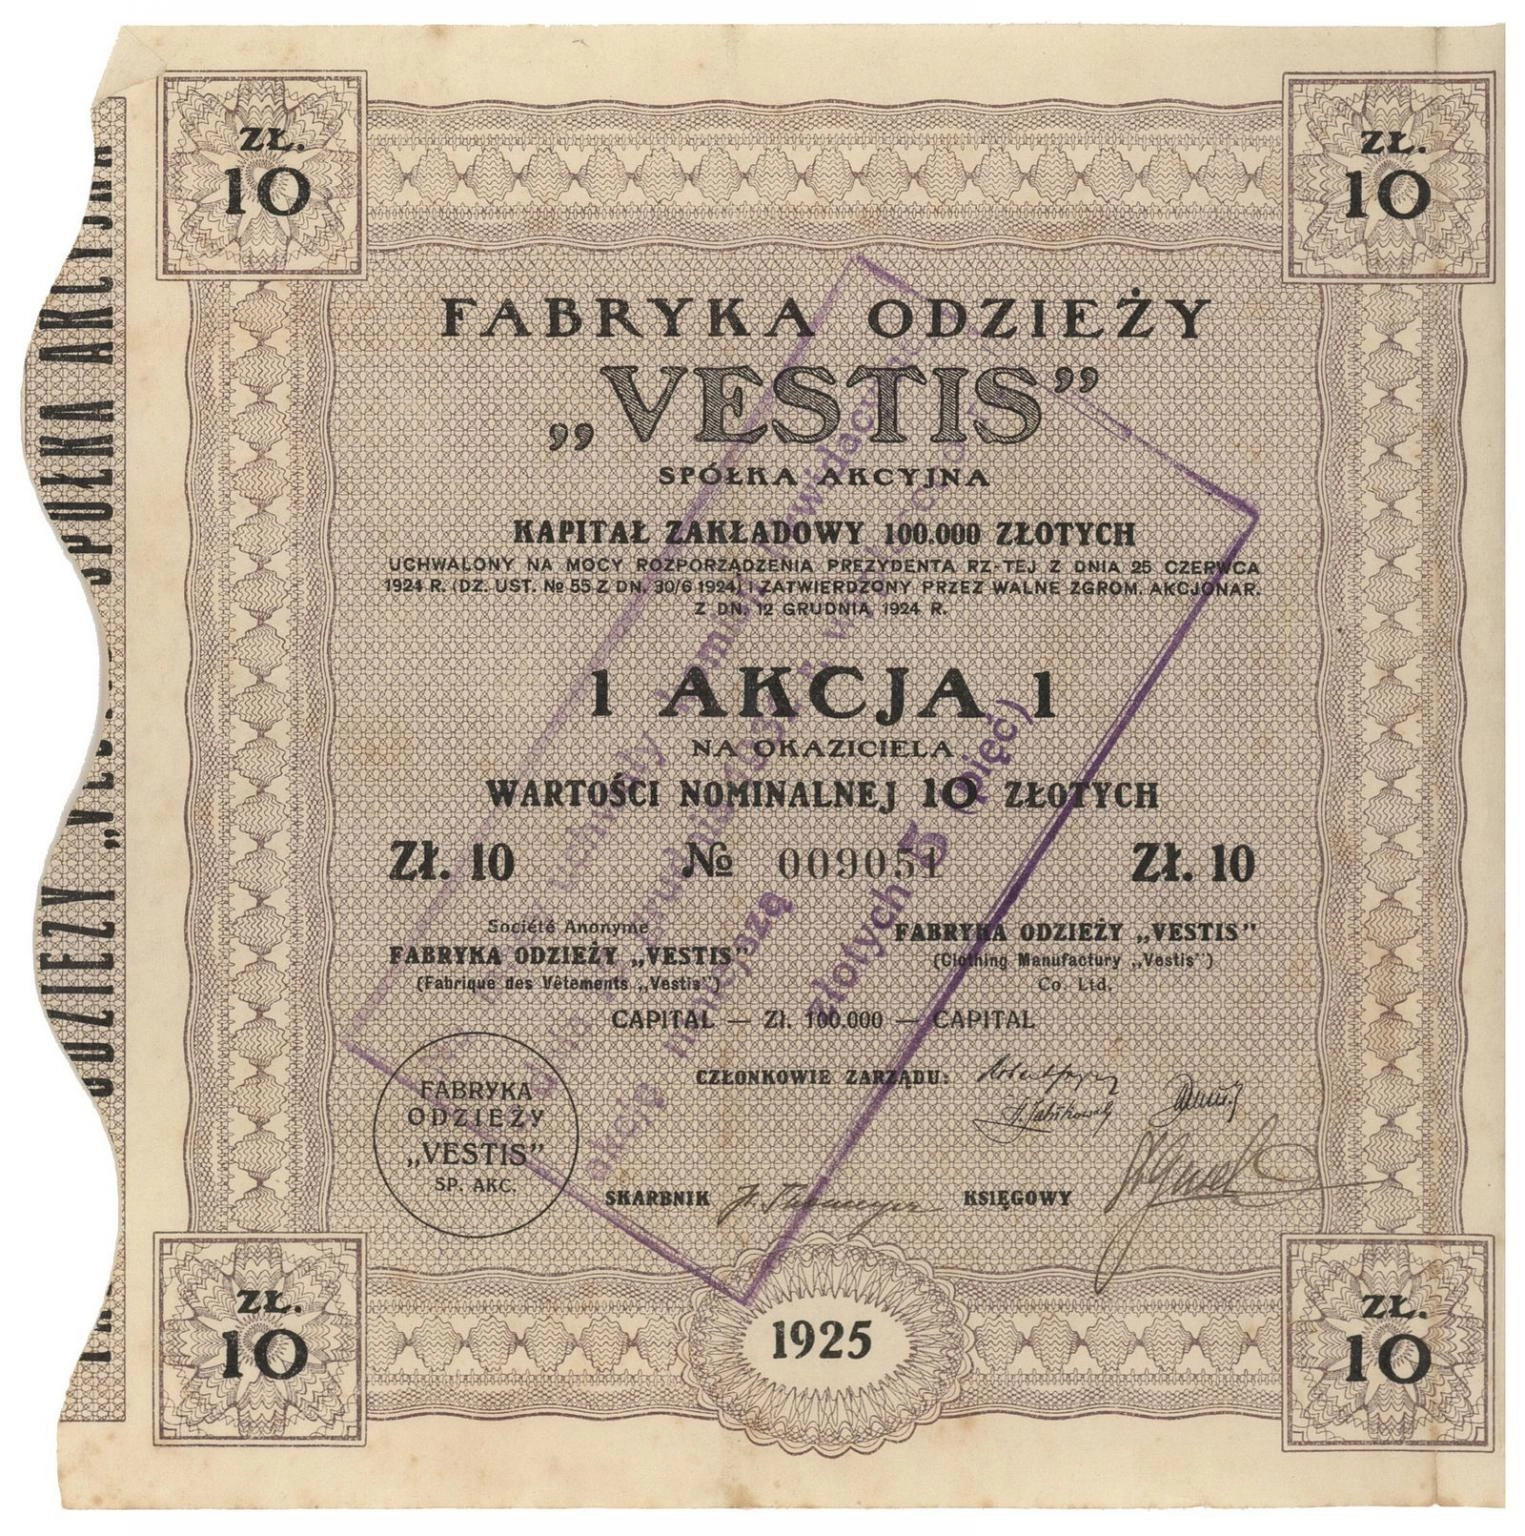 ZŁ.
10
ZŁ.
10
SPÓŁKA AKCYJNA
FABRYKA ODZIEŻY
„VESTIS”
SPÓŁKA AKCYJNA
KAPITAŁ ZAKŁADOWY 100.000 ZŁOTYCH
UCHWALONY NA MOCY ROZPORZĄDZENIA PREZYDENTA RZ-TEJ Z DNIA 25 CZERWCA
1924 R. (DZ. UST. № 55 Z DN. 30/6 1924) I ZATWIERDZONY PRZEZ WALNE ZGROM. AKCJONAR.
Z DN. 12 GRUDNIA 1924 R.
1 AKCJA 1
NA OKAZICIELA
WARTOŚCI NOMINALNEJ 10 ZŁOTYCH
ZŁ. 10 № 009051 ZŁ. 10
Société Anonyme
FABRYKA ODZIEŻY „VESTIS”
(Fabrique des Vêtements „Vestis”)
FABRYKA ODZIEŻY „VESTIS”
(Clothing Manufactury „Vestis”)
Co. Ltd.
CAPITAL — Zł. 100.000 — CAPITAL
CZŁONKOWIE ZARZĄDU:
FABRYKA
ODZIEŻY
„VESTIS”
SP. AKC.
SKARBNIK
KSIĘGOWY
uchwały
akcję
mniejszą
złotych 5 (pięć)
ZŁ.
10
1925
ZŁ.
10